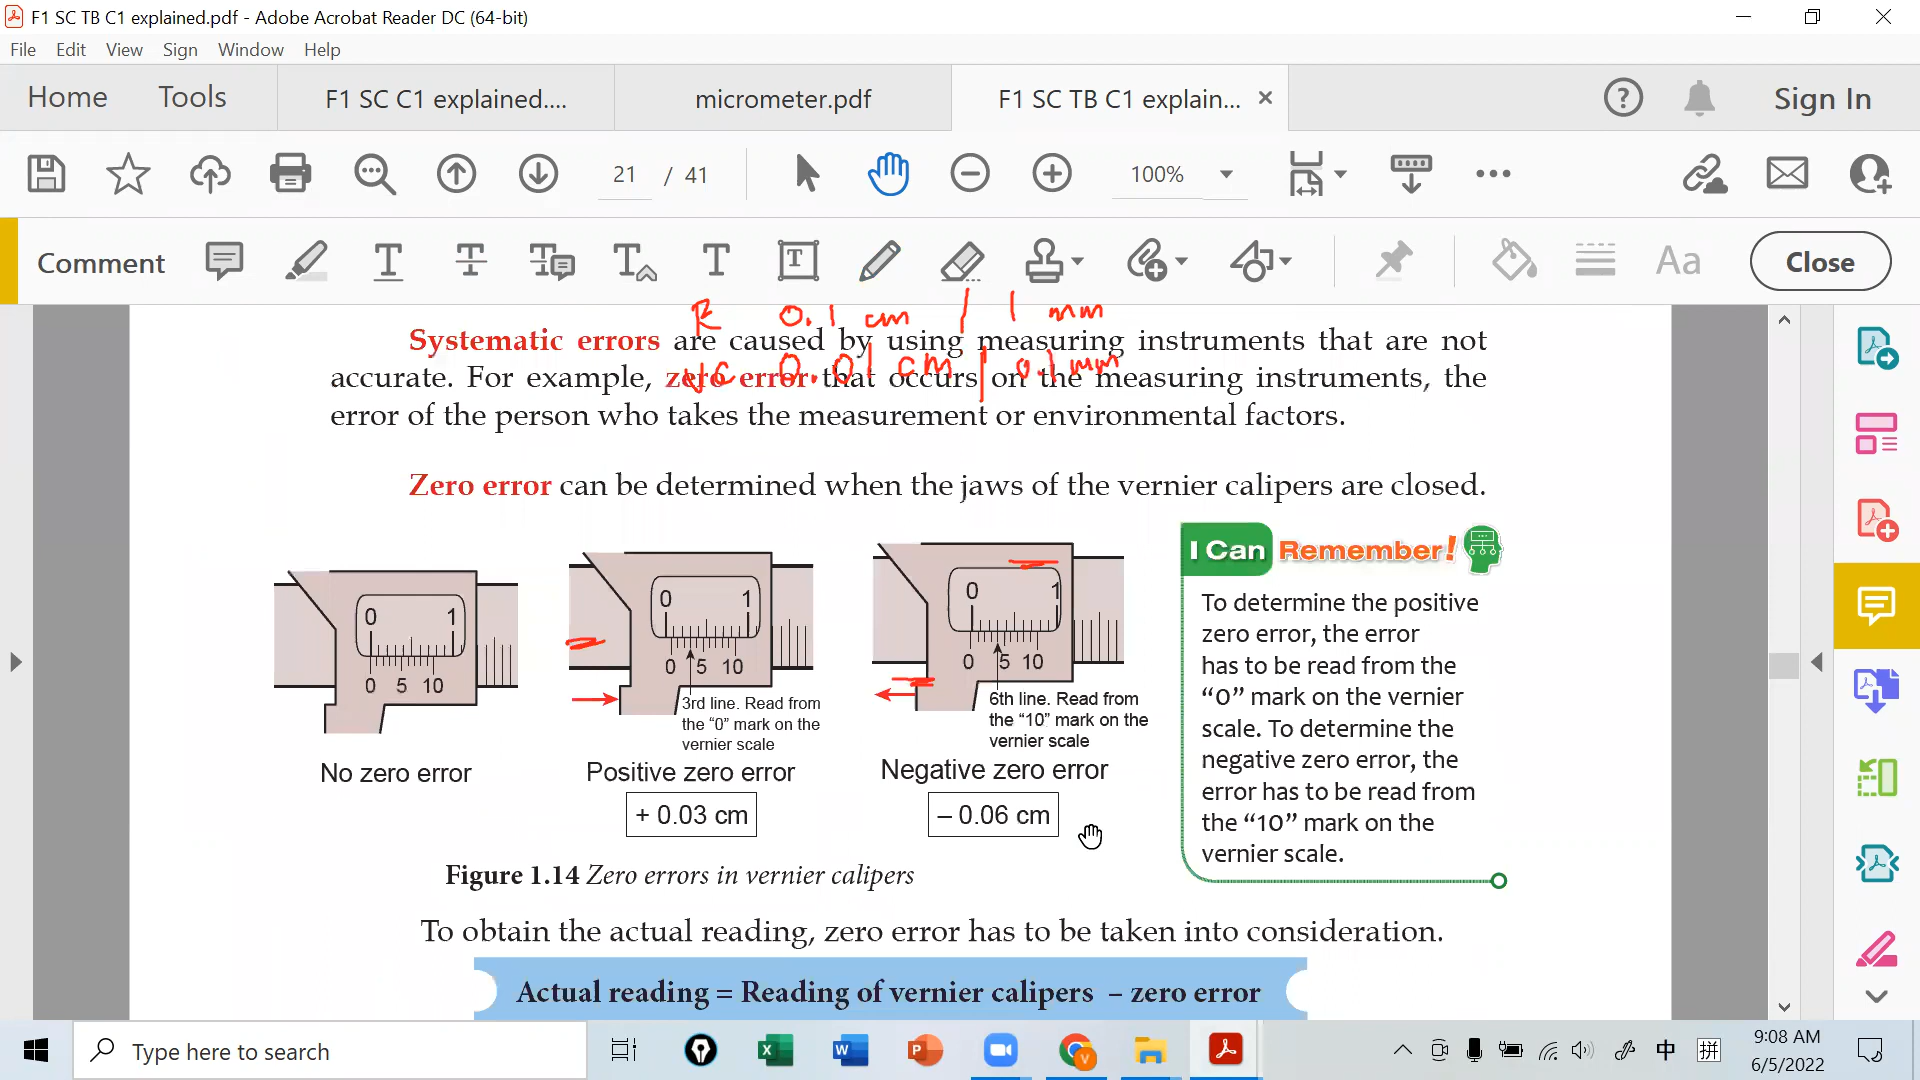 F1 SC TB C1 explained.pdf - Adobe Acrobat Reader DC (64-bit)
File Edit View Sign Window Help
Home Tools F1 SC C1 explained.... micrometer.pdf F1 SC TB C1 explain... × Sign In
21 / 41 100%
Comment Aa Close
R 0.1 cm / 1 mm
Systematic errors are caused by using measuring instruments that are not
VC 0.01 cm / 0.1 mm
accurate. For example, zero error that occurs on the measuring instruments, the
error of the person who takes the measurement or environmental factors.
Zero error can be determined when the jaws of the vernier calipers are closed.
0 1
0 5 10
No zero error
0 1
0 5 10
3rd line. Read from
the “0” mark on the
vernier scale
Positive zero error
+ 0.03 cm
0 1
0 5 10
6th line. Read from
the “10” mark on the
vernier scale
Negative zero error
– 0.06 cm
I Can Remember!
To determine the positive
zero error, the error
has to be read from the
“0” mark on the vernier
scale. To determine the
negative zero error, the
error has to be read from
the “10” mark on the
vernier scale.
Figure 1.14 Zero errors in vernier calipers
To obtain the actual reading, zero error has to be taken into consideration.
Actual reading = Reading of vernier calipers – zero error
Type here to search
中 拼
9:08 AM
6/5/2022